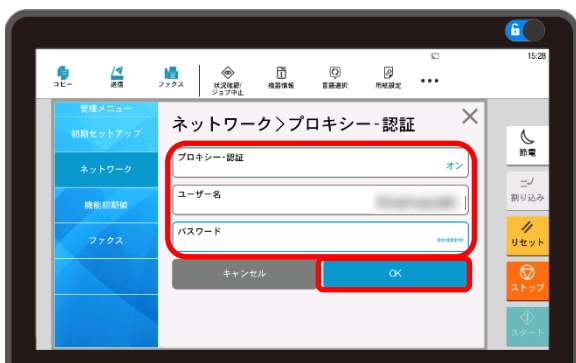 6
15:28
コピー
送信
ファクス
状況確認/
ジョブ中止
機器情報
言語選択
用紙設定
管理メニュー
初期セットアップ
ネットワーク
機能初期値
ファクス
ネットワーク＞プロキシー-認証
プロキシー-認証
オン
ユーザー名
パスワード
********
キャンセル
OK
節電
割り込み
リセット
ストップ
スタート